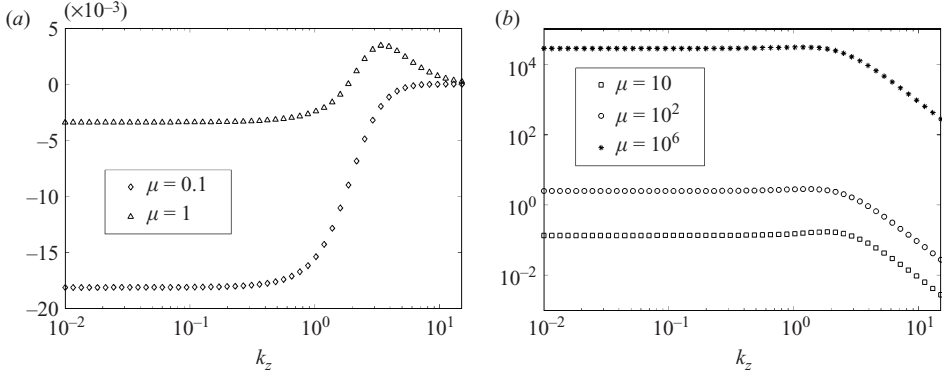 (a)
(×10⁻³)
5
0
−5
−10
−15
−20
μ = 0.1
μ = 1
10⁻² 10⁻¹ 10⁰ 10¹
k_z
(b)
10⁴
10²
10⁰
10⁻²
μ = 10
μ = 10²
μ = 10⁶
10⁻² 10⁻¹ 10⁰ 10¹
k_z